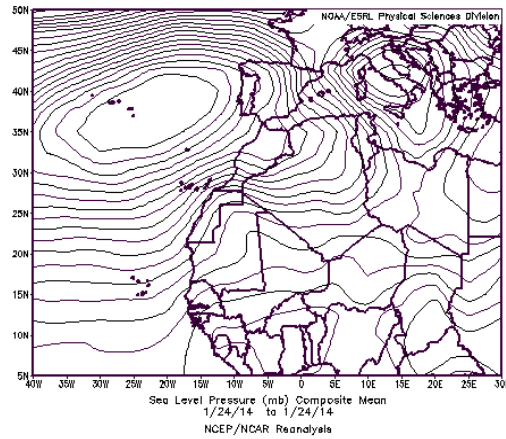 NOAA/ESRL Physical Sciences Division
50N
45N
40N
35N
30N
25N
20N
15N
10N
5N
40W 35W 30W 25W 20W 15W 10W 5W 0 5E 10E 15E 20E 25E 30E
Sea Level Pressure (mb) Composite Mean
1/24/14 to 1/24/14
NCEP/NCAR Reanalysis